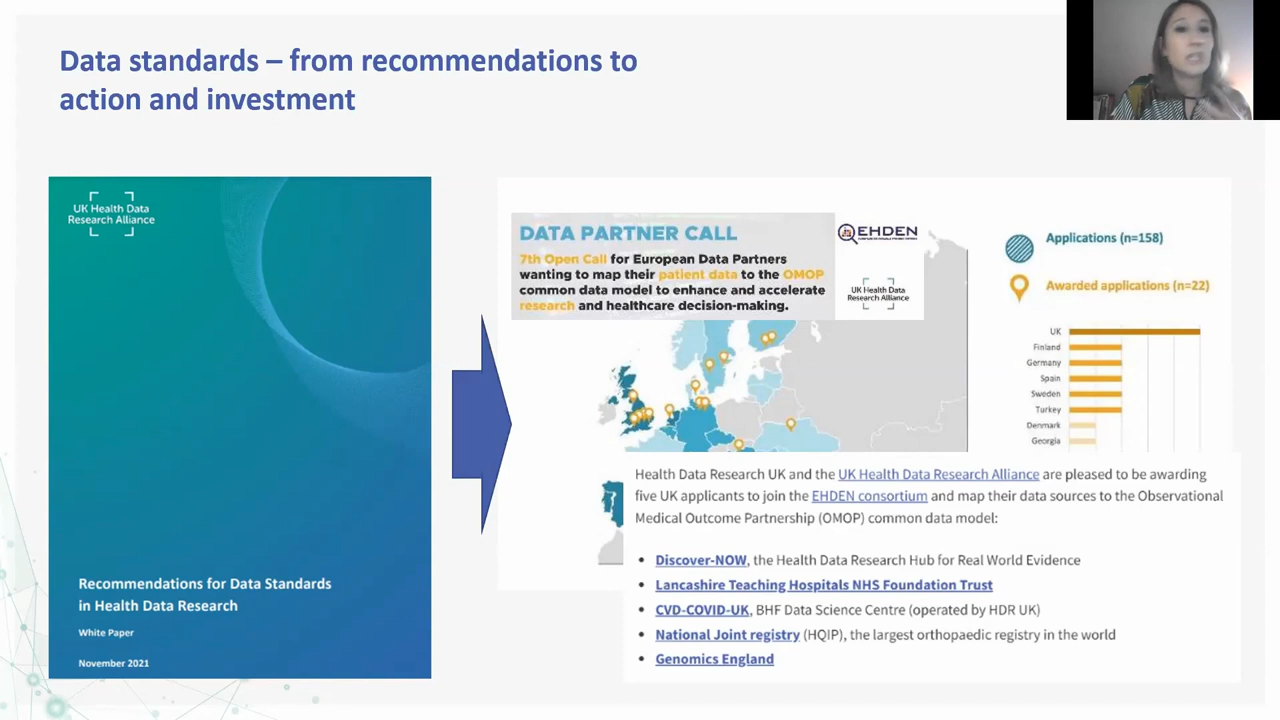 Data standards – from recommendations to
action and investment
UK Health Data
Research Alliance
Recommendations for Data Standards
in Health Data Research
White Paper
November 2021
DATA PARTNER CALL
7th Open Call for European Data Partners
wanting to map their patient data to the OMOP
common data model to enhance and accelerate
research and healthcare decision-making.
EHDEN
UK Health Data
Research Alliance
Applications (n=158)
Awarded applications (n=22)
UK
Finland
Germany
Spain
Sweden
Turkey
Denmark
Georgia
Health Data Research UK and the UK Health Data Research Alliance are pleased to be awarding
five UK applicants to join the EHDEN consortium and map their data sources to the Observational
Medical Outcome Partnership (OMOP) common data model:
• Discover-NOW, the Health Data Research Hub for Real World Evidence
• Lancashire Teaching Hospitals NHS Foundation Trust
• CVD-COVID-UK, BHF Data Science Centre (operated by HDR UK)
• National Joint registry (HQIP), the largest orthopaedic registry in the world
• Genomics England